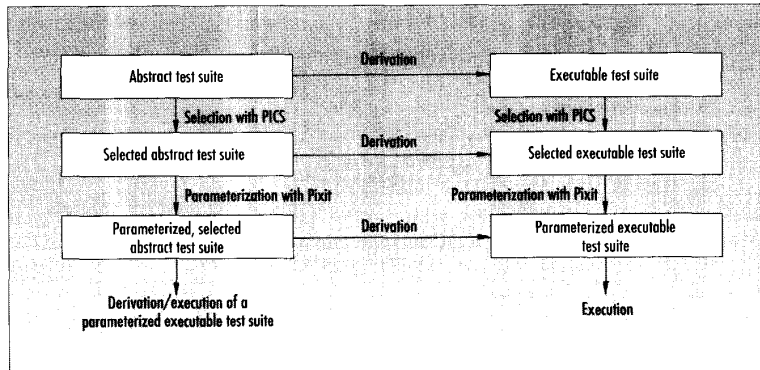 Derivation
Abstract test suite
Executable test suite
Selection with PICS
Selection with PICS
Derivation
Selected abstract test suite
Selected executable test suite
Parameterization with Pixit
Parameterization with Pixit
Parameterized, selected
abstract test suite
Derivation
Parameterized executable
test suite
Derivation/execution of a
parameterized executable test suite
Execution